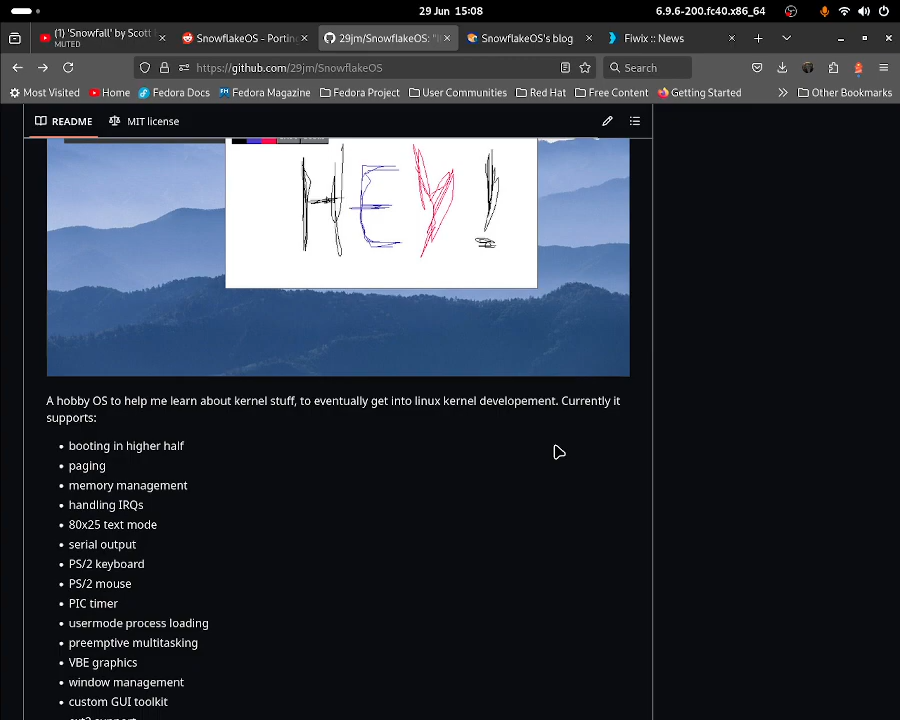 29 Jun 15:08
6.9.6-200.fc40.x86_64
(1) 'Snowfall' by Scott
MUTED
SnowflakeOS - Portin
29jm/SnowflakeOS: "I
SnowflakeOS's blog
Fiwix :: News
https://github.com/29jm/SnowflakeOS
Search
Most Visited
Home
Fedora Docs
Fedora Magazine
Fedora Project
User Communities
Red Hat
Free Content
Getting Started
Other Bookmarks
README
MIT license
HEY!
A hobby OS to help me learn about kernel stuff, to eventually get into linux kernel developement. Currently it
supports:
booting in higher half
paging
memory management
handling IRQs
80x25 text mode
serial output
PS/2 keyboard
PS/2 mouse
PIC timer
usermode process loading
preemptive multitasking
VBE graphics
window management
custom GUI toolkit
ext2 support